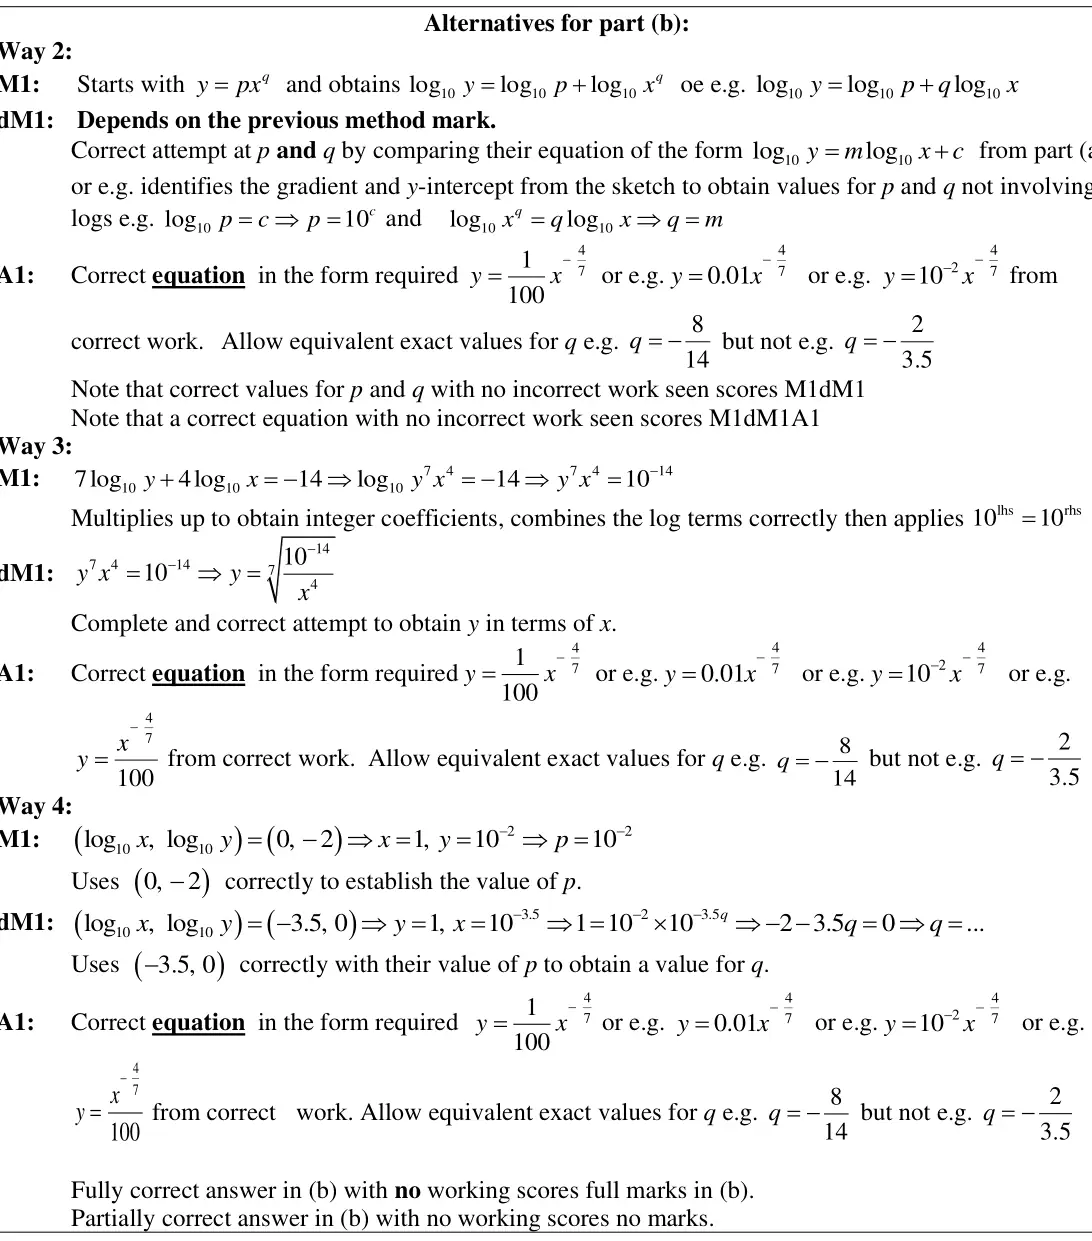 Alternatives for part (b):
Way 2:
M1: Starts with y = px^q and obtains log₁₀ y = log₁₀ p + log₁₀ x^q oe e.g. log₁₀ y = log₁₀ p + q log₁₀ x
dM1: Depends on the previous method mark.
Correct attempt at p and q by comparing their equation of the form log₁₀ y = m log₁₀ x + c from part (a
or e.g. identifies the gradient and y-intercept from the sketch to obtain values for p and q not involving
logs e.g. log₁₀ p = c ⇒ p = 10^c and log₁₀ x^q = q log₁₀ x ⇒ q = m
A1: Correct equation in the form required y = 1/100 x^(−4/7) or e.g. y = 0.01x^(−4/7) or e.g. y = 10^(−2) x^(−4/7) from
correct work. Allow equivalent exact values for q e.g. q = −8/14 but not e.g. q = −2/3.5
Note that correct values for p and q with no incorrect work seen scores M1dM1
Note that a correct equation with no incorrect work seen scores M1dM1A1
Way 3:
M1: 7 log₁₀ y + 4 log₁₀ x = −14 ⇒ log₁₀ y^7 x^4 = −14 ⇒ y^7 x^4 = 10^(−14)
Multiplies up to obtain integer coefficients, combines the log terms correctly then applies 10^lhs = 10^rhs
dM1: y^7 x^4 = 10^(−14) ⇒ y = ⁷√(10^(−14)/x^4)
Complete and correct attempt to obtain y in terms of x.
A1: Correct equation in the form required y = 1/100 x^(−4/7) or e.g. y = 0.01x^(−4/7) or e.g. y = 10^(−2) x^(−4/7) or e.g.
y = x^(−4/7)/100 from correct work. Allow equivalent exact values for q e.g. q = −8/14 but not e.g. q = −2/3.5
Way 4:
M1: (log₁₀ x, log₁₀ y) = (0, −2) ⇒ x = 1, y = 10^(−2) ⇒ p = 10^(−2)
Uses (0, −2) correctly to establish the value of p.
dM1: (log₁₀ x, log₁₀ y) = (−3.5, 0) ⇒ y = 1, x = 10^(−3.5) ⇒ 1 = 10^(−2) × 10^(−3.5q) ⇒ −2 − 3.5q = 0 ⇒ q = ...
Uses (−3.5, 0) correctly with their value of p to obtain a value for q.
A1: Correct equation in the form required y = 1/100 x^(−4/7) or e.g. y = 0.01x^(−4/7) or e.g. y = 10^(−2) x^(−4/7) or e.g.
y = x^(−4/7)/100 from correct work. Allow equivalent exact values for q e.g. q = −8/14 but not e.g. q = −2/3.5
Fully correct answer in (b) with no working scores full marks in (b).
Partially correct answer in (b) with no working scores no marks.